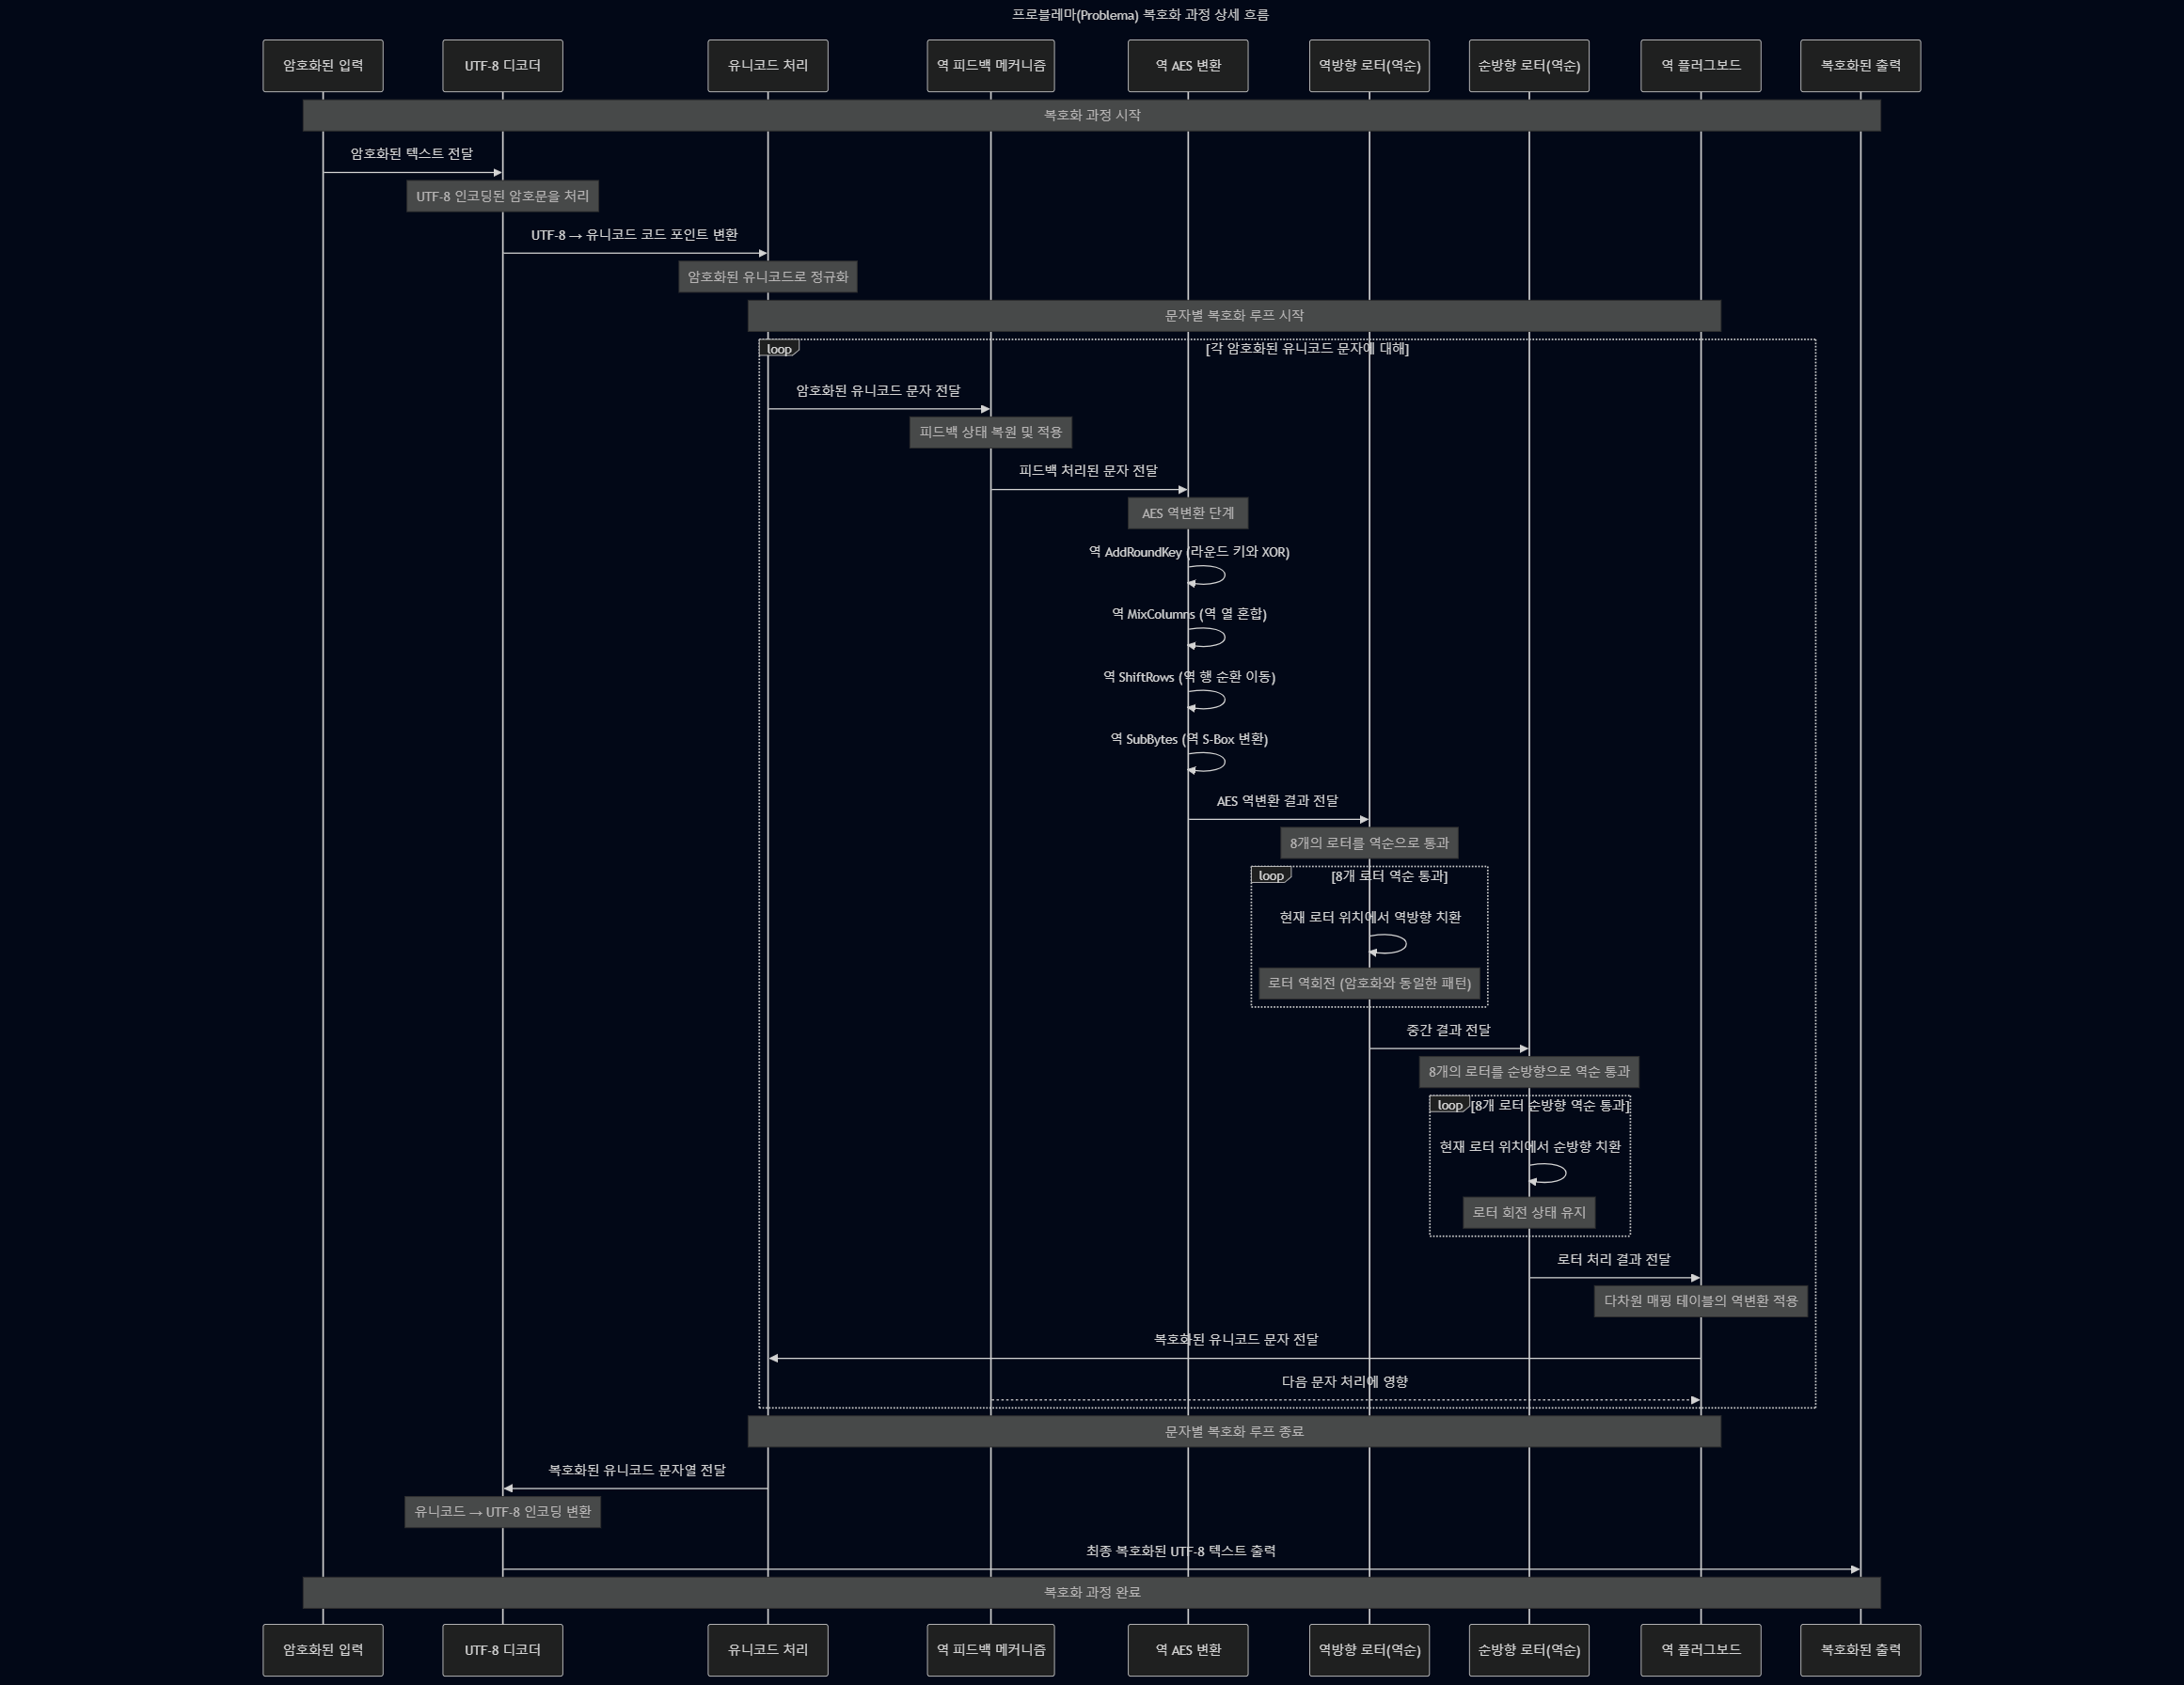 프로블레마(Problema) 복호화 과정 상세 흐름
암호화된 입력
UTF-8 디코더
유니코드 처리
역 피드백 메커니즘
역 AES 변환
역방향 로터(역순)
순방향 로터(역순)
역 플러그보드
복호화된 출력
복호화 과정 시작
암호화된 텍스트 전달
UTF-8 인코딩된 암호문을 처리
UTF-8 → 유니코드 코드 포인트 변환
암호화된 유니코드로 정규화
문자별 복호화 루프 시작
loop
[각 암호화된 유니코드 문자에 대해]
암호화된 유니코드 문자 전달
피드백 상태 복원 및 적용
피드백 처리된 문자 전달
AES 역변환 단계
역 AddRoundKey (라운드 키와 XOR)
역 MixColumns (역 열 혼합)
역 ShiftRows (역 행 순환 이동)
역 SubBytes (역 S-Box 변환)
AES 역변환 결과 전달
8개의 로터를 역순으로 통과
loop
[8개 로터 역순 통과]
현재 로터 위치에서 역방향 치환
로터 역회전 (암호화와 동일한 패턴)
중간 결과 전달
8개의 로터를 순방향으로 역순 통과
loop
[8개 로터 순방향 역순 통과]
현재 로터 위치에서 순방향 치환
로터 회전 상태 유지
로터 처리 결과 전달
다차원 매핑 테이블의 역변환 적용
복호화된 유니코드 문자 전달
다음 문자 처리에 영향
문자별 복호화 루프 종료
복호화된 유니코드 문자열 전달
유니코드 → UTF-8 인코딩 변환
최종 복호화된 UTF-8 텍스트 출력
복호화 과정 완료
암호화된 입력
UTF-8 디코더
유니코드 처리
역 피드백 메커니즘
역 AES 변환
역방향 로터(역순)
순방향 로터(역순)
역 플러그보드
복호화된 출력